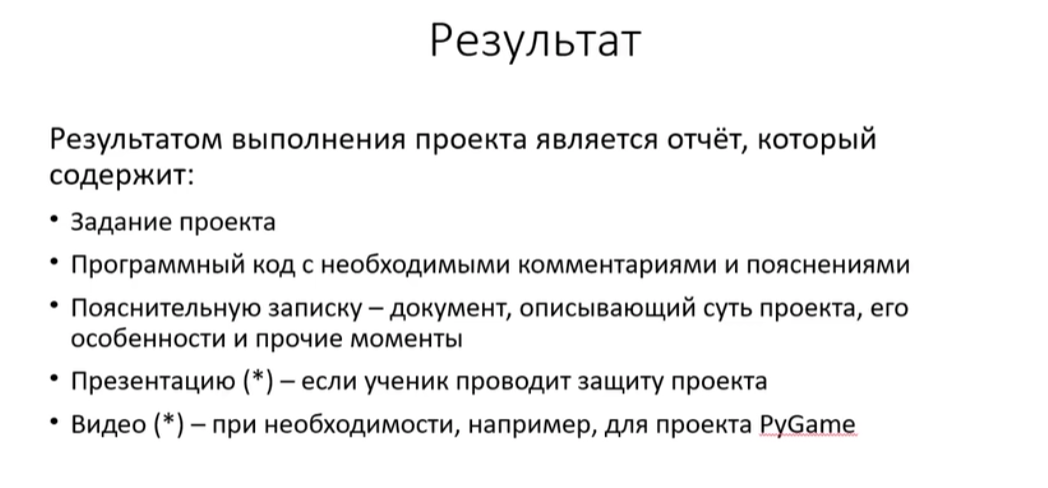 Результат
Результатом выполнения проекта является отчёт, который
содержит:
• Задание проекта
• Программный код с необходимыми комментариями и пояснениями
• Пояснительную записку – документ, описывающий суть проекта, его
особенности и прочие моменты
• Презентацию (*) – если ученик проводит защиту проекта
• Видео (*) – при необходимости, например, для проекта PyGame